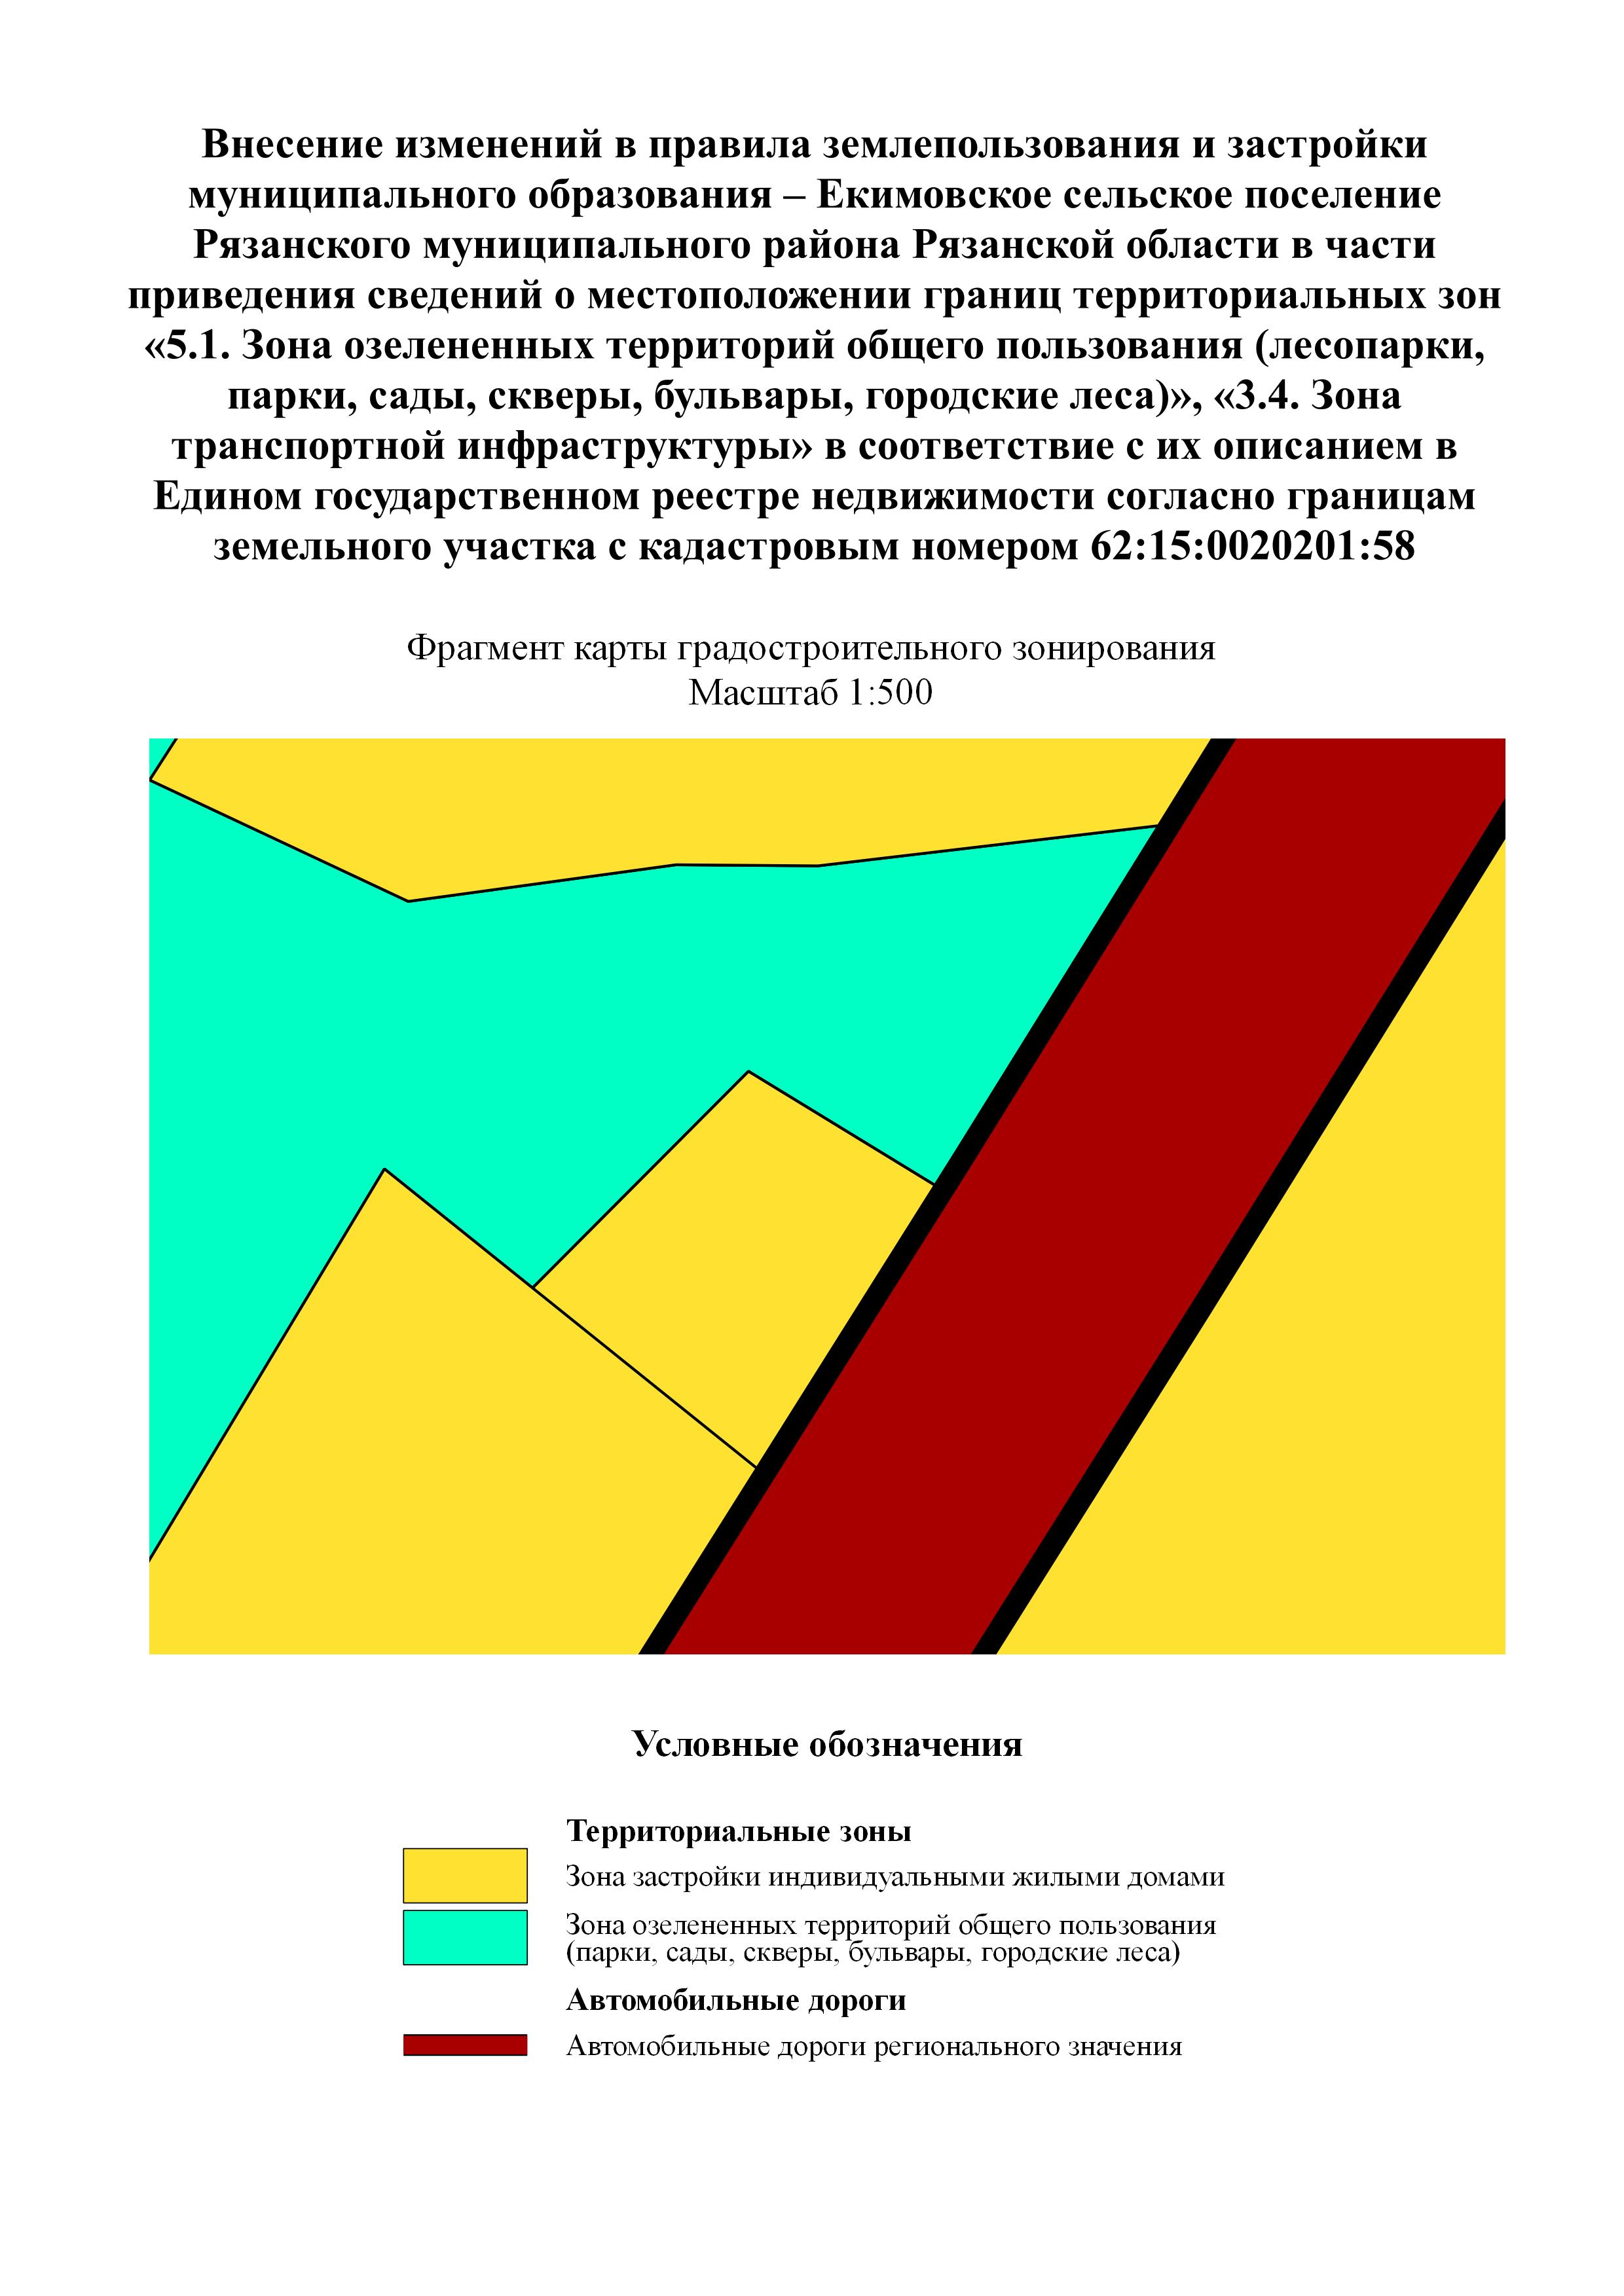 Внесение изменений в правила землепользования и застройки
муниципального образования – Екимовское сельское поселение
Рязанского муниципального района Рязанской области в части
приведения сведений о местоположении границ территориальных зон
«5.1. Зона озелененных территорий общего пользования (лесопарки,
парки, сады, скверы, бульвары, городские леса)», «3.4. Зона
транспортной инфраструктуры» в соответствие с их описанием в
Едином государственном реестре недвижимости согласно границам
земельного участка с кадастровым номером 62:15:0020201:58
Фрагмент карты градостроительного зонирования
Масштаб 1:500
Условные обозначения
Территориальные зоны
Зона застройки индивидуальными жилыми домами
Зона озелененных территорий общего пользования
(парки, сады, скверы, бульвары, городские леса)
Автомобильные дороги
Автомобильные дороги регионального значения